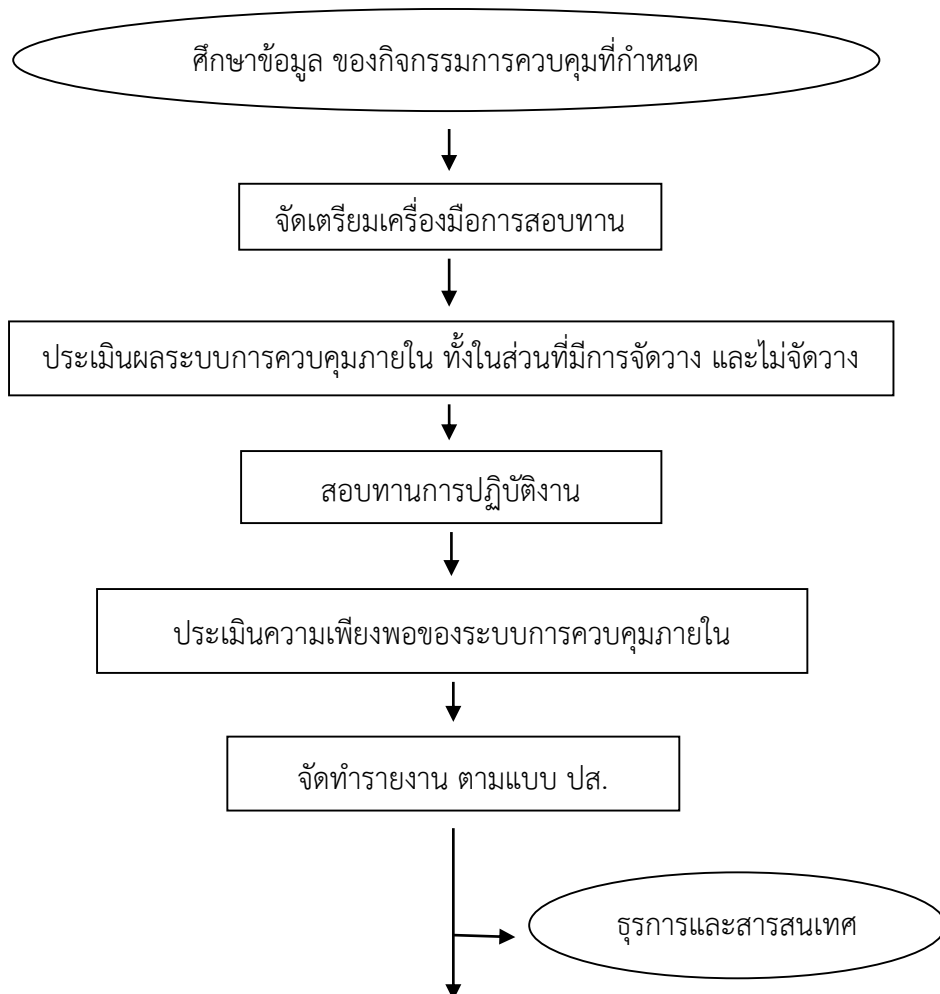 ศึกษาข้อมูล ของกิจกรรมการควบคุมที่กำหนด
จัดเตรียมเครื่องมือการสอบทาน
ประเมินผลระบบการควบคุมภายใน ทั้งในส่วนที่มีการจัดวาง และไม่จัดวาง
สอบทานการปฏิบัติงาน
ประเมินความเพียงพอของระบบการควบคุมภายใน
จัดทำรายงาน ตามแบบ ปส.
ธุรการและสารสนเทศ